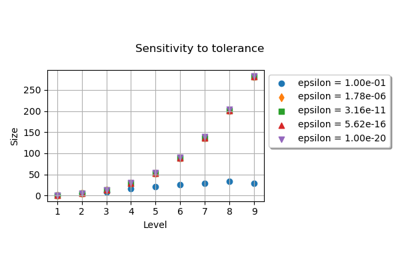 Sensitivity to tolerance
250
200
150
100
50
0
1 2 3 4 5 6 7 8 9
Size
Level
epsilon = 1.00e-01
epsilon = 1.78e-06
epsilon = 3.16e-11
epsilon = 5.62e-16
epsilon = 1.00e-20